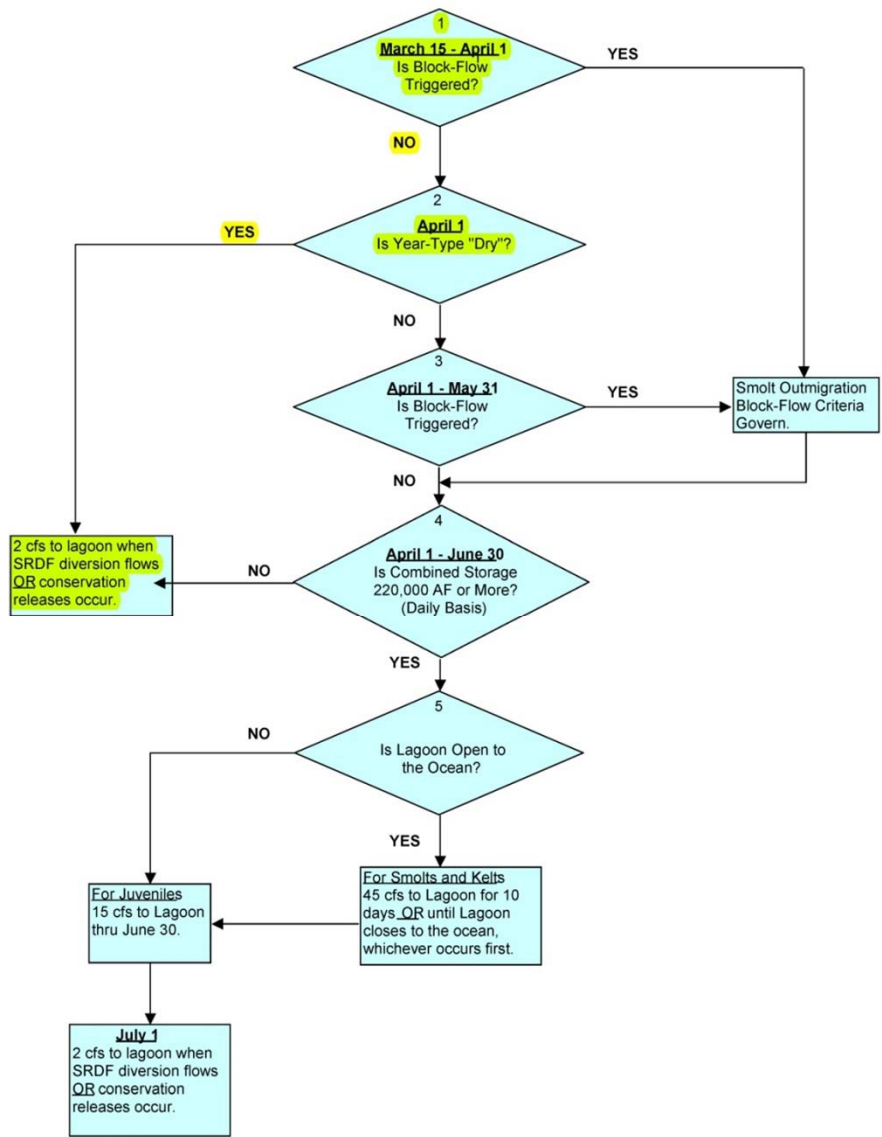 1
March 15 - April 1
Is Block-Flow
Triggered?
YES
NO
2
April 1
Is Year-Type "Dry"?
YES
NO
3
April 1 - May 31
Is Block-Flow
Triggered?
YES
Smolt Outmigration
Block-Flow Criteria
Govern.
NO
4
April 1 - June 30
Is Combined Storage
220,000 AF or More?
(Daily Basis)
NO
2 cfs to lagoon when
SRDF diversion flows
OR conservation
releases occur.
YES
5
Is Lagoon Open to
the Ocean?
NO
YES
For Juveniles
15 cfs to Lagoon
thru June 30.
For Smolts and Kelts
45 cfs to Lagoon for 10
days OR until Lagoon
closes to the ocean,
whichever occurs first.
July 1
2 cfs to lagoon when
SRDF diversion flows
OR conservation
releases occur.